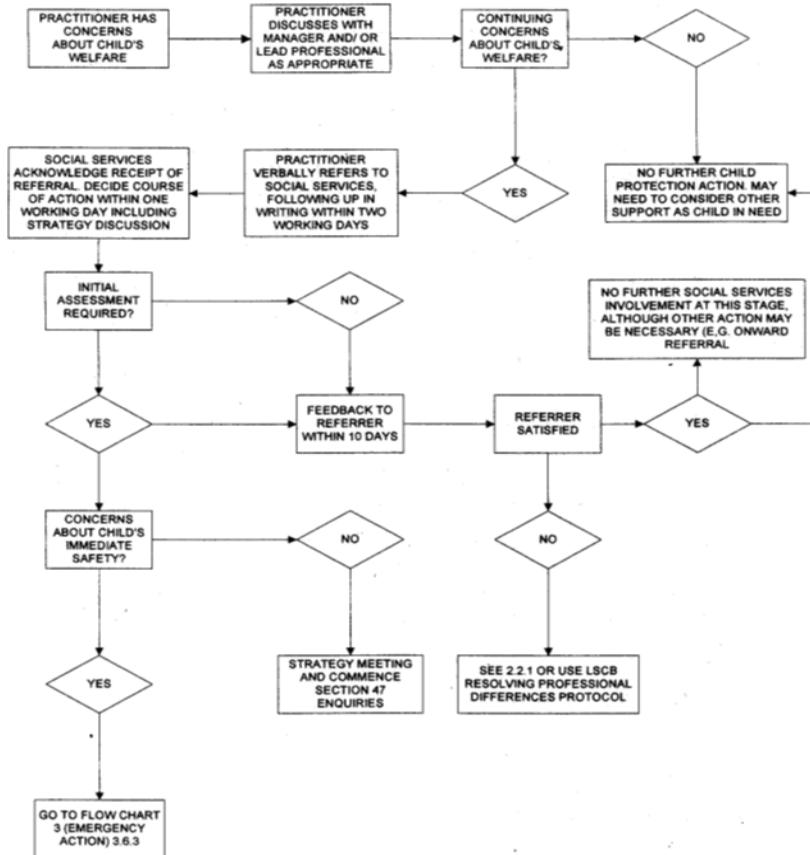 PRACTITIONER
HAS CONCERNS
ABOUT CHILD'S
WELFARE
PRACTITIONER
DISCUSSES WITH
MANAGER AND/ OR
LEAD PROFESSIONAL
AS APPROPRIATE
CONTINUING
CONCERNS
ABOUT CHILD'S
WELFARE?
NO
SOCIAL SERVICES
ACKNOWLEDGE RECEIPT OF
REFERRAL. DECIDE COURSE
OF ACTION WITHIN ONE
WORKING DAY INCLUDING
STRATEGY DISCUSSION
PRACTITIONER
VERBALLY REFERS TO
SOCIAL SERVICES,
FOLLOWING UP IN
WRITING WITHIN TWO
WORKING DAYS
YES
NO FURTHER CHILD
PROTECTION ACTION. MAY
NEED TO CONSIDER OTHER
SUPPORT AS CHILD IN NEED
INITIAL
ASSESSMENT
REQUIRED?
NO
NO FURTHER SOCIAL SERVICES
INVOLVEMENT AT THIS STAGE,
ALTHOUGH OTHER ACTION MAY
BE NECESSARY (E,G. ONWARD
REFERRAL
YES
FEEDBACK TO
REFERRER
WITHIN 10 DAYS
REFERRER
SATISFIED
YES
CONCERNS
ABOUT CHILD'S
IMMEDIATE
SAFETY?
NO
NO
YES
STRATEGY MEETING
AND COMMENCE
SECTION 47
ENQUIRIES
SEE 2.2.1 OR USE LSCB
RESOLVING PROFESSIONAL
DIFFERENCES PROTOCOL
GO TO FLOW CHART
3 (EMERGENCY
ACTION) 3.6.3